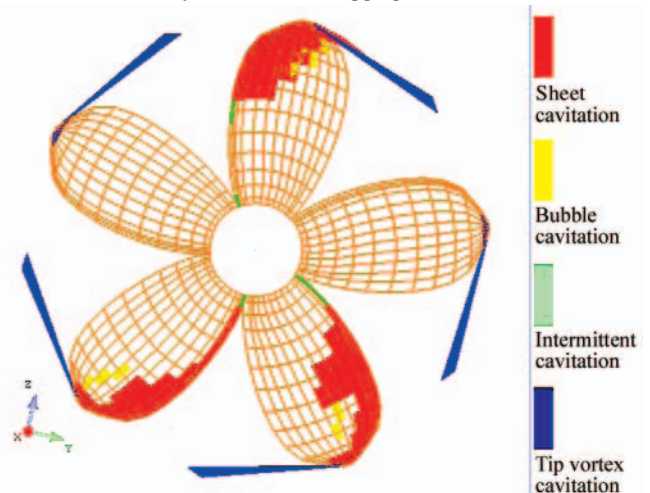 Sheet
cavitation
Bubble
cavitation
Intermittent
cavitation
Tip vortex
cavitation
Z
X
Y